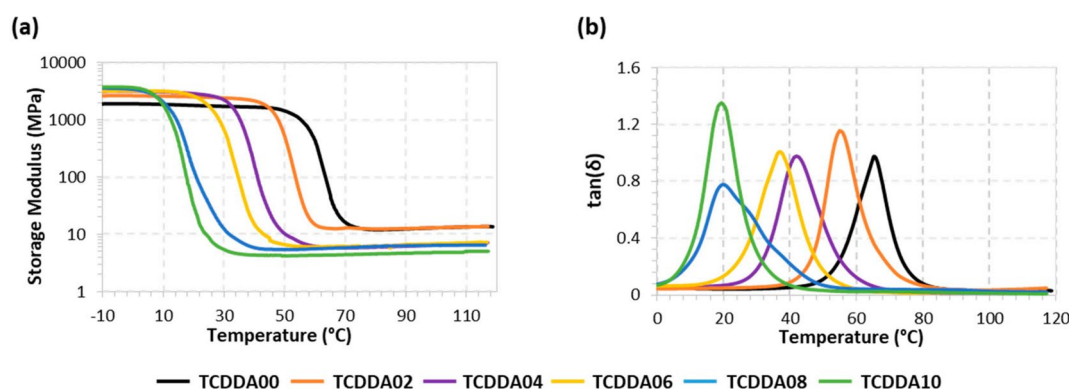 (a)
10000
1000
100
10
1
Storage Modulus (MPa)
-10 10 30 50 70 90 110
Temperature (°C)
(b)
1.6
1.2
0.8
0.4
0
tan(δ)
0 20 40 60 80 100 120
Temperature (°C)
TCDDA00 TCDDA02 TCDDA04 TCDDA06 TCDDA08 TCDDA10